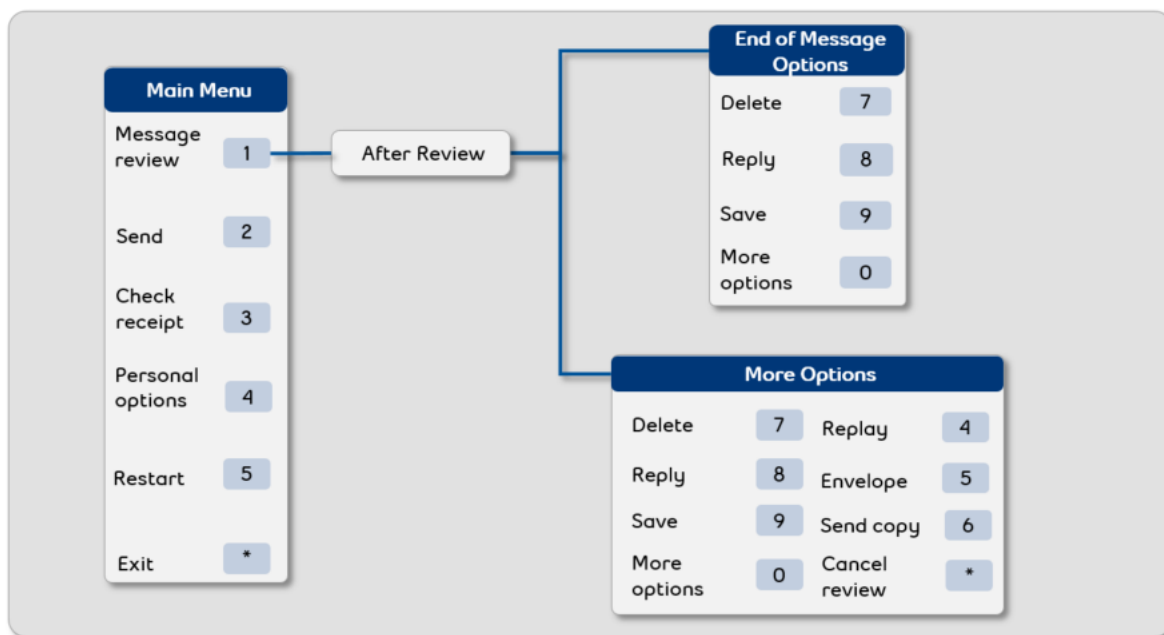 Main Menu
Message
review 1
Send 2
Check
receipt 3
Personal
options 4
Restart 5
Exit *
After Review
End of Message
Options
Delete 7
Reply 8
Save 9
More
options 0
More Options
Delete 7 Replay 4
Reply 8 Envelope 5
Save 9 Send copy 6
More
options 0
Cancel
review *